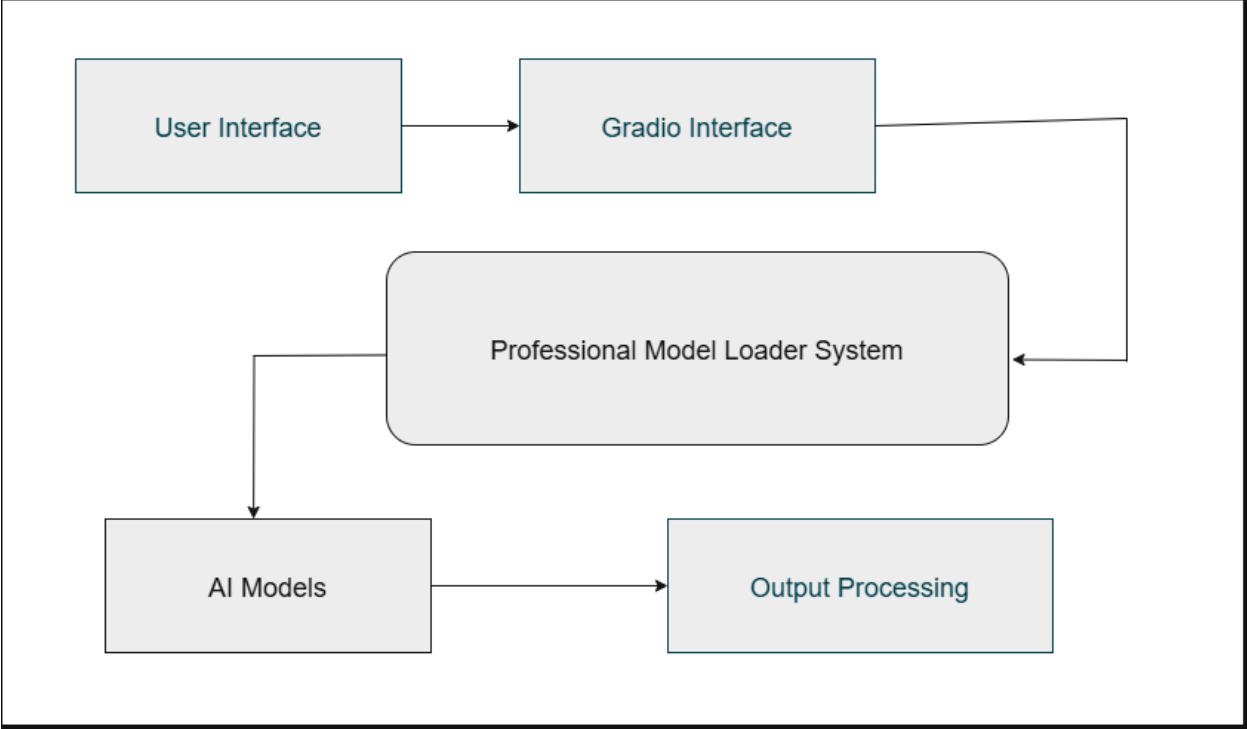 User Interface
Gradio Interface
Professional Model Loader System
AI Models
Output Processing